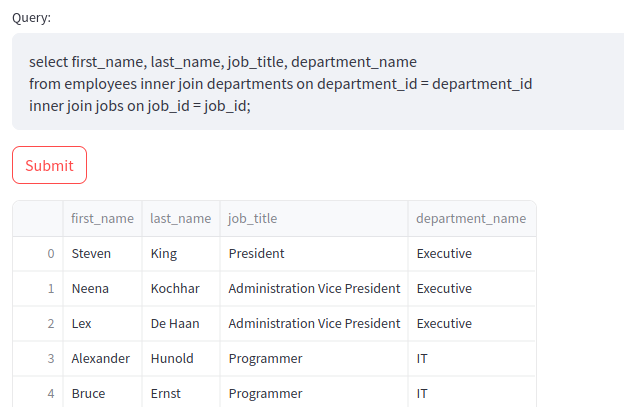 Query:
select first_name, last_name, job_title, department_name
from employees inner join departments on department_id = department_id
inner join jobs on job_id = job_id;
Submit
first_name last_name job_title department_name
0 Steven King President Executive
1 Neena Kochhar Administration Vice President Executive
2 Lex De Haan Administration Vice President Executive
3 Alexander Hunold Programmer IT
4 Bruce Ernst Programmer IT